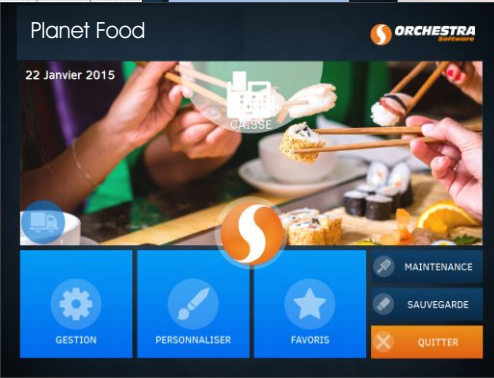 Planet Food
ORCHESTRA
Software
22 Janvier 2015
CAISSE
MAINTENANCE
SAUVEGARDE
GESTION
PERSONNALISER
FAVORIS
QUITTER